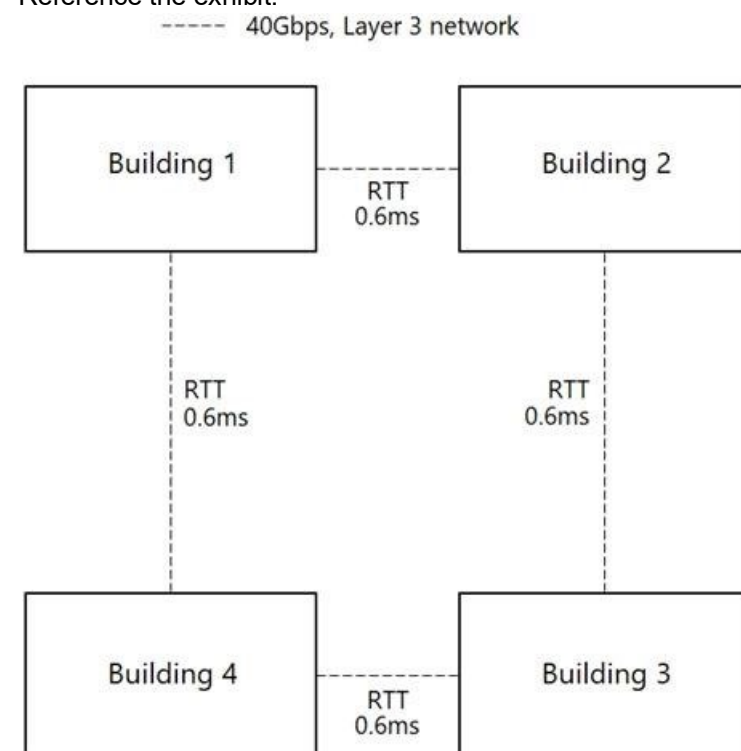 Reference the exhibit.
----- 40Gbps, Layer 3 network
Building 1
Building 2
RTT
0.6ms
RTT
0.6ms
RTT
0.6ms
Building 4
Building 3
RTT
0.6ms